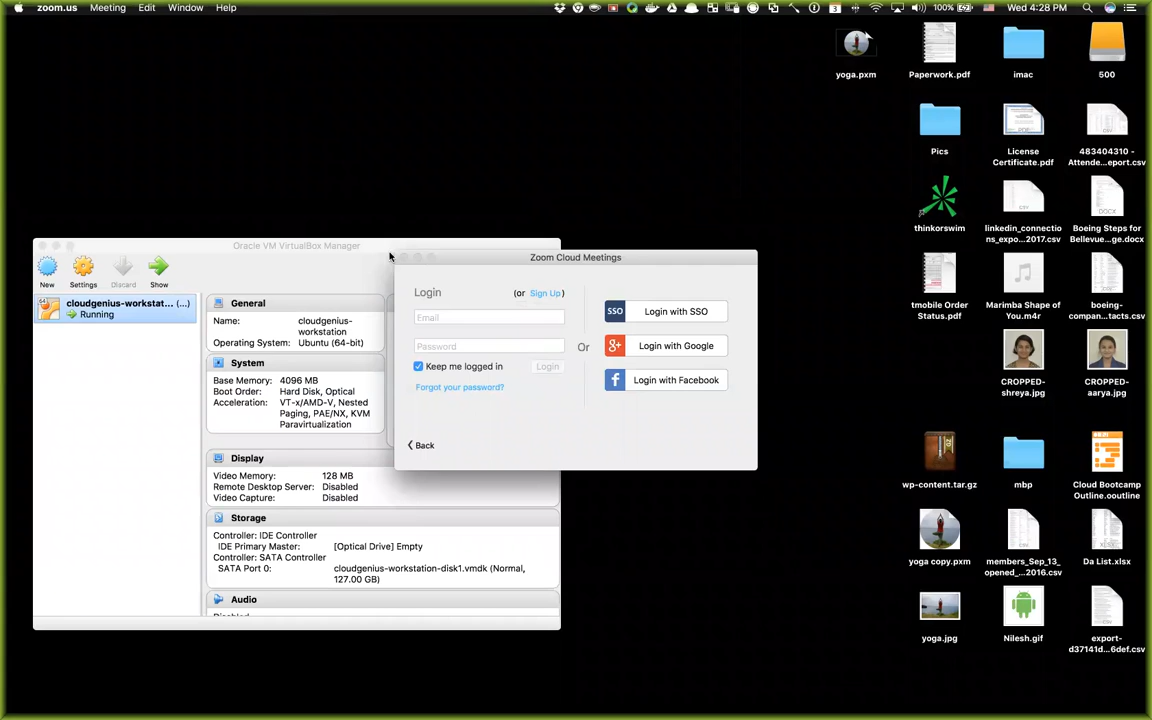 zoom.us Meeting Edit Window Help
100% Wed 4:28 PM
yoga.pxm
Paperwork.pdf
imac
500
Pics
License
Certificate.pdf
483404310 -
Attende...eport.csv
thinkorswim
linkedin_connecti
ons_expo...2017.csv
Boeing Steps for
Bellevue...ge.docx
tmobile Order
Status.pdf
Marimba Shape of
You.m4r
boeing-
compan...tacts.csv
CROPPED-
shreya.jpg
CROPPED-
aarya.jpg
wp-content.tar.gz
mbp
Cloud Bootcamp
Outline.ooutline
yoga copy.pxm
members_Sep_13_
opened_...2016.csv
Da List.xlsx
yoga.jpg
Nilesh.gif
export-
d37141d...6def.csv
Oracle VM VirtualBox Manager
New Settings Discard Show
64
cloudgenius-workstat... (...)
Running
General
Name: cloudgenius-
workstation
Operating System: Ubuntu (64-bit)
System
Base Memory: 4096 MB
Boot Order: Hard Disk, Optical
Acceleration: VT-x/AMD-V, Nested
Paging, PAE/NX, KVM
Paravirtualization
Display
Video Memory: 128 MB
Remote Desktop Server: Disabled
Video Capture: Disabled
Storage
Controller: IDE Controller
IDE Primary Master: [Optical Drive] Empty
Controller: SATA Controller
SATA Port 0: cloudgenius-workstation-disk1.vmdk (Normal,
127.00 GB)
Audio
Zoom Cloud Meetings
Login (or Sign Up)
Email
Password
Keep me logged in Login
Forgot your password?
Or
SSO Login with SSO
g+ Login with Google
f Login with Facebook
Back